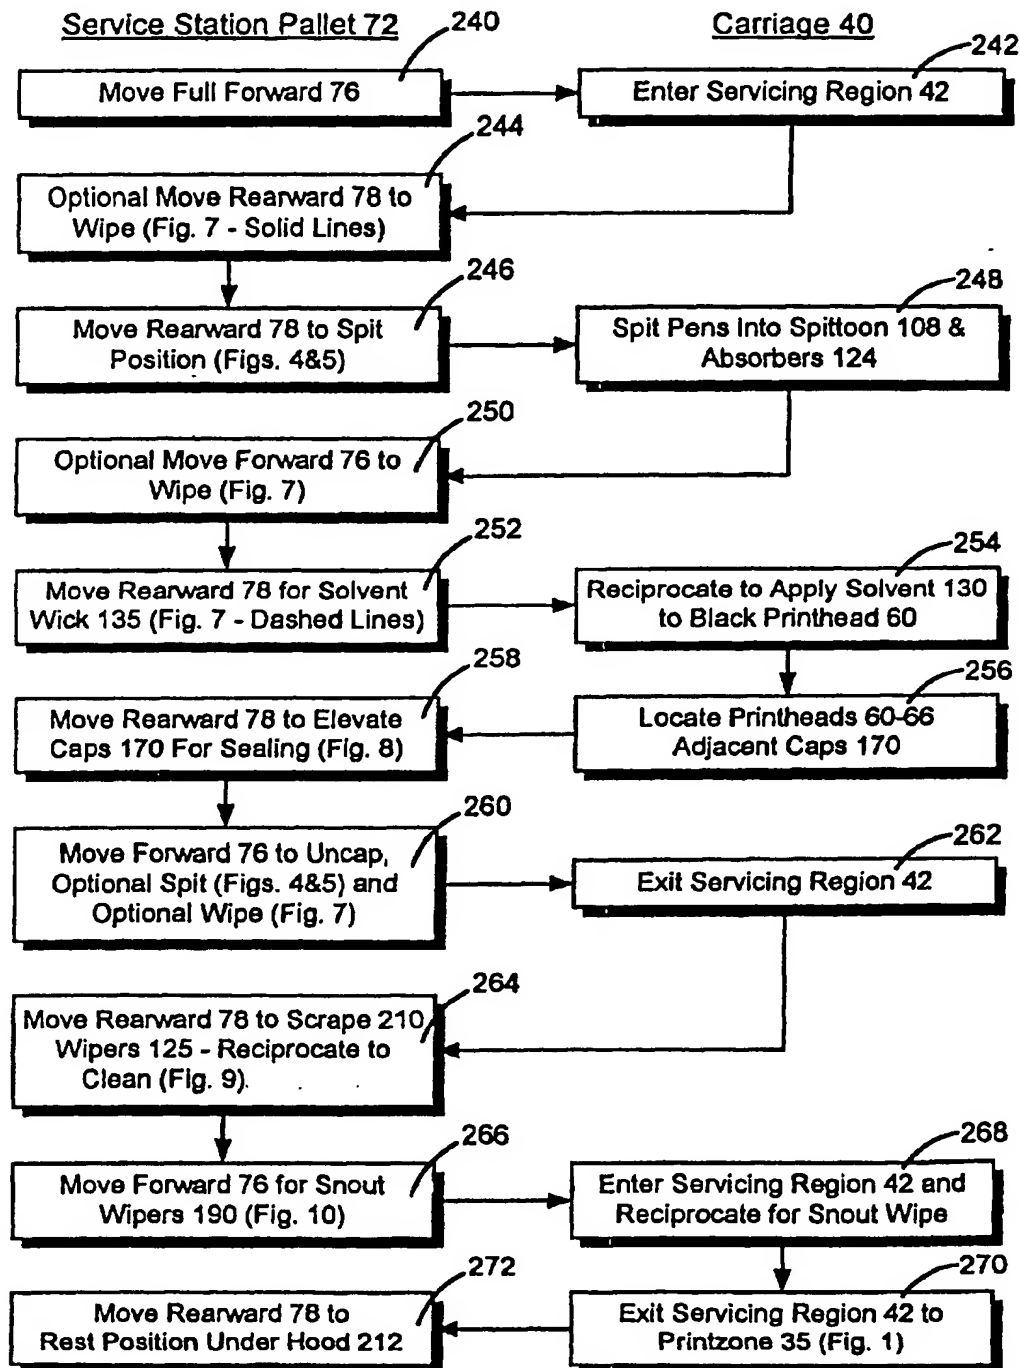 Service Station Pallet 72
240
Carriage 40
242
Move Full Forward 76
Enter Servicing Region 42
244
Optional Move Rearward 78 to
Wipe (Fig. 7 - Solid Lines)
246
248
Move Rearward 78 to Spit
Position (Figs. 4&5)
Spit Pens Into Spittoon 108 &
Absorbers 124
250
Optional Move Forward 76 to
Wipe (Fig. 7)
252
254
Move Rearward 78 for Solvent
Wick 135 (Fig. 7 - Dashed Lines)
Reciprocate to Apply Solvent 130
to Black Printhead 60
258
256
Move Rearward 78 to Elevate
Caps 170 For Sealing (Fig. 8)
Locate Printheads 60-66
Adjacent Caps 170
260
262
Move Forward 76 to Uncap,
Optional Spit (Figs. 4&5) and
Optional Wipe (Fig. 7)
Exit Servicing Region 42
264
Move Rearward 78 to Scrape 210
Wipers 125 - Reciprocate to
Clean (Fig. 9).
266
268
Move Forward 76 for Snout
Wipers 190 (Fig. 10)
Enter Servicing Region 42 and
Reciprocate for Snout Wipe
272
270
Move Rearward 78 to
Rest Position Under Hood 212
Exit Servicing Region 42 to
Printzone 35 (Fig. 1)